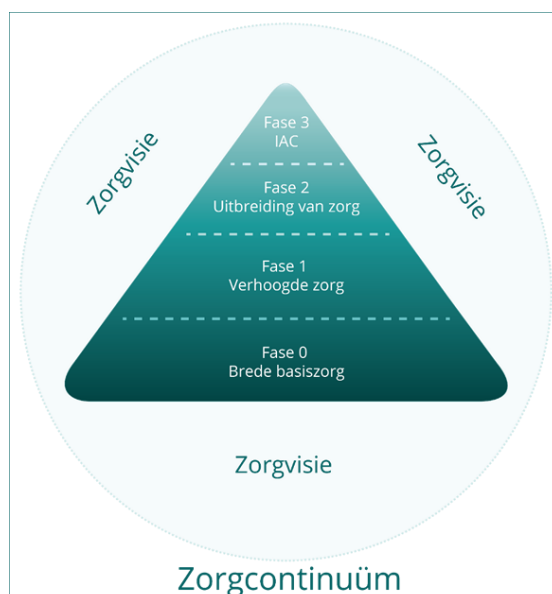 Zorgvisie
Zorgvisie
Fase 3
IAC
Fase 2
Uitbreiding van zorg
Fase 1
Verhoogde zorg
Fase 0
Brede basiszorg
Zorgvisie
Zorgcontinuüm